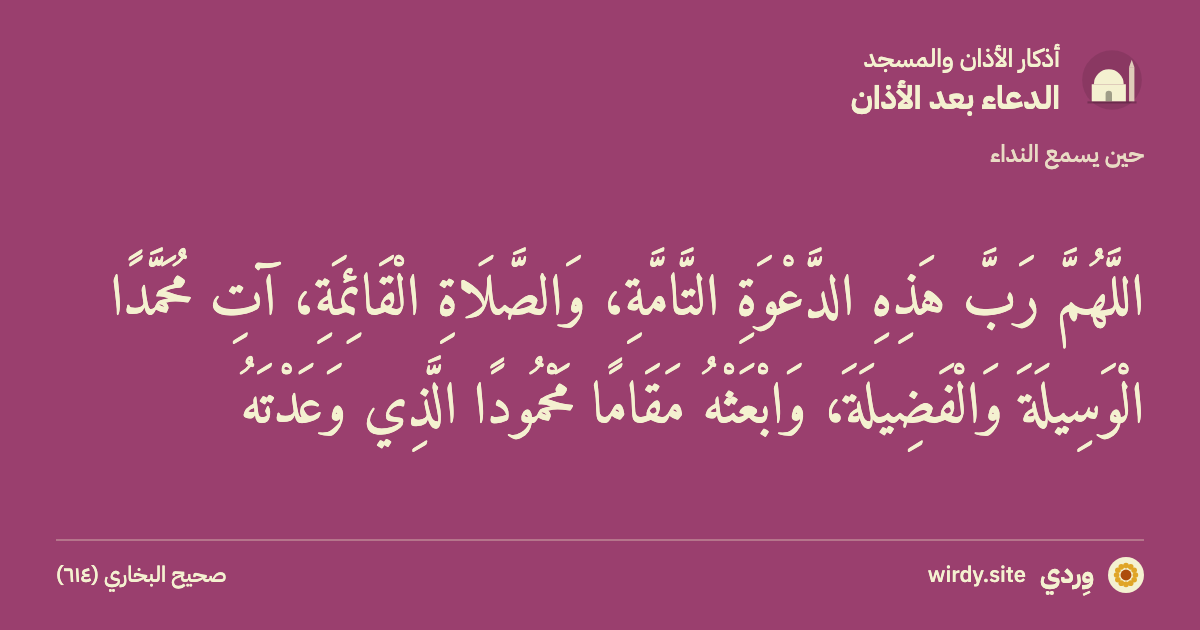 أذكار الأذان والمسجد
الدعاء بعد الأذان
حين يسمع النداء
اللَّهُمَّ رَبَّ هَذِهِ الدَّعْوَةِ التَّامَّةِ، وَالصَّلَاةِ الْقَائِمَةِ، آتِ مُحَمَّدًا
الْوَسِيلَةَ وَالْفَضِيلَةَ، وَابْعَثْهُ مَقَامًا مَحْمُودًا الَّذِي وَعَدْتَهُ
وِردي wirdy.site
صحيح البخاري (٦١٤)